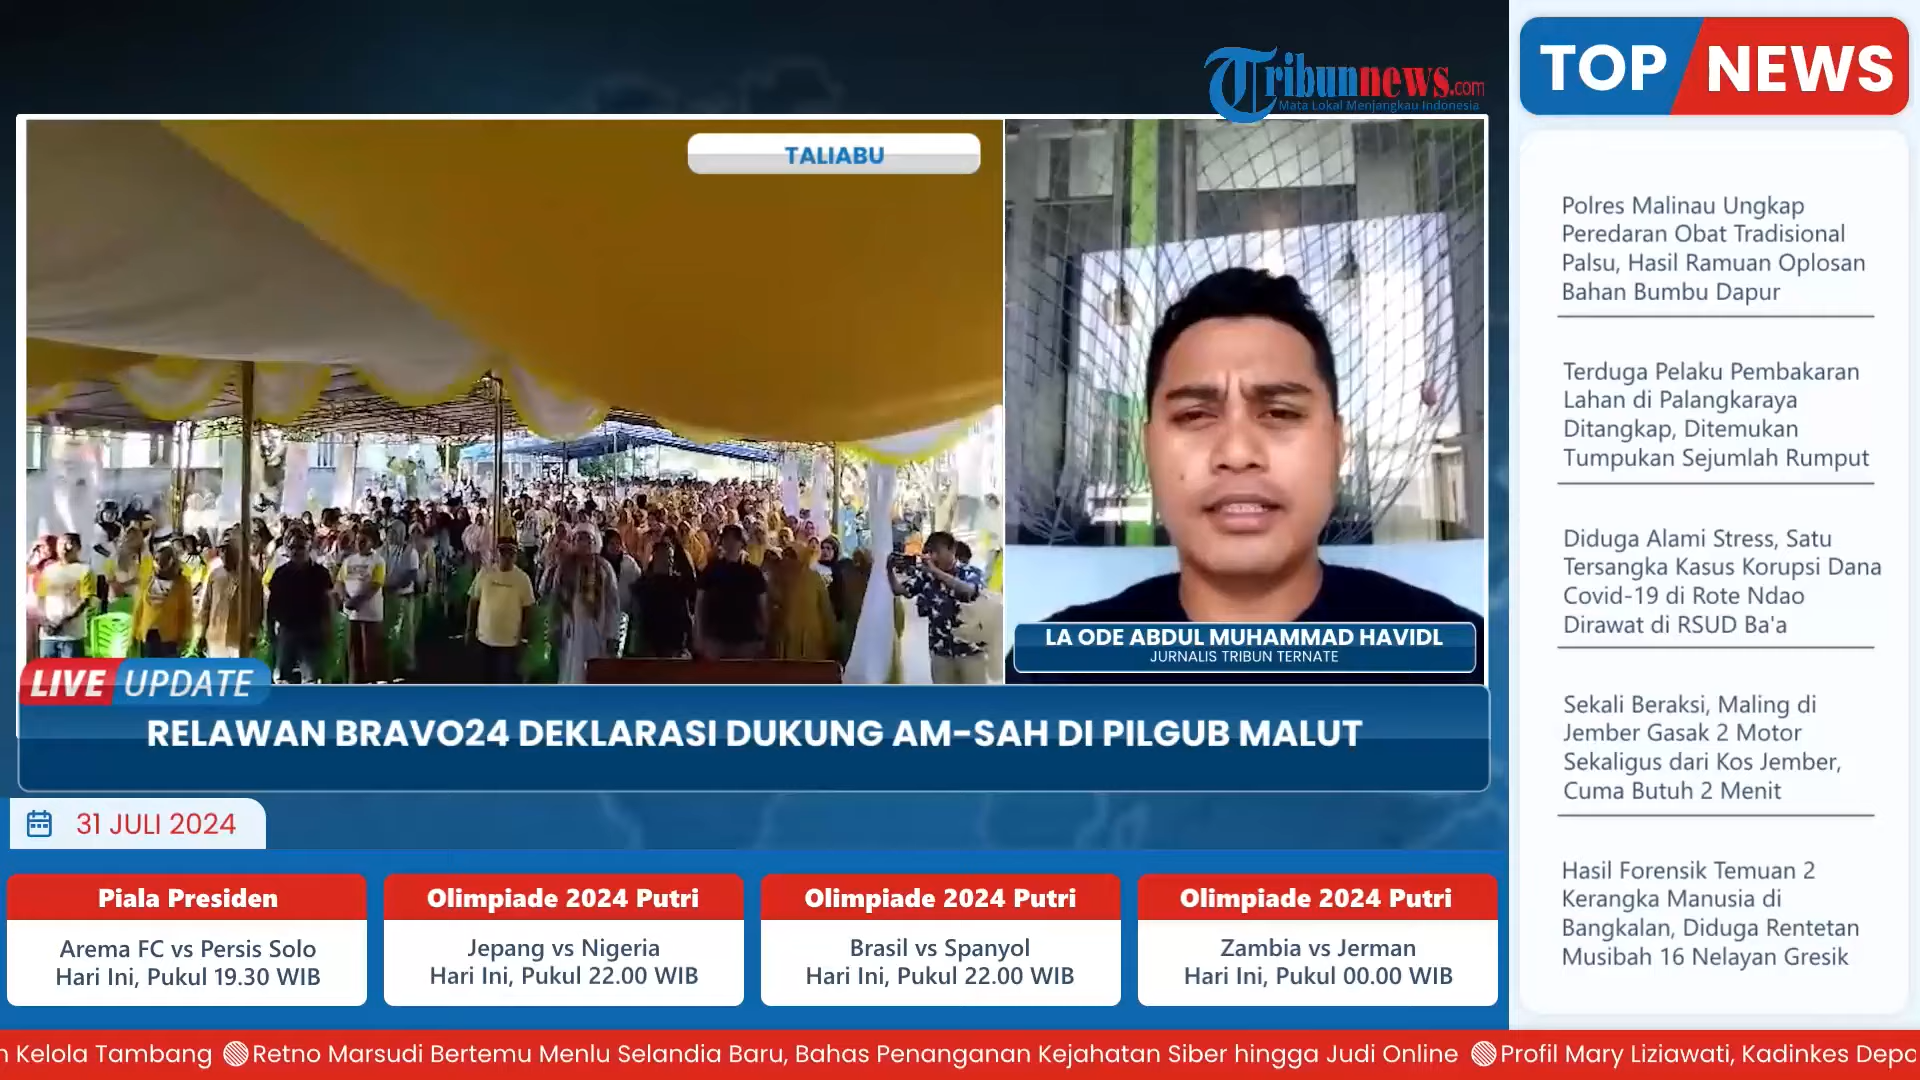 Tribunnews.com
Mata Lokal Menjangkau Indonesia
TOP NEWS
TALIABU
LA ODE ABDUL MUHAMMAD HAVIDL
JURNALIS TRIBUN TERNATE
LIVE UPDATE
RELAWAN BRAVO24 DEKLARASI DUKUNG AM-SAH DI PILGUB MALUT
31 JULI 2024
Polres Malinau Ungkap
Peredaran Obat Tradisional
Palsu, Hasil Ramuan Oplosan
Bahan Bumbu Dapur
Terduga Pelaku Pembakaran
Lahan di Palangkaraya
Ditangkap, Ditemukan
Tumpukan Sejumlah Rumput
Diduga Alami Stress, Satu
Tersangka Kasus Korupsi Dana
Covid-19 di Rote Ndao
Dirawat di RSUD Ba'a
Sekali Beraksi, Maling di
Jember Gasak 2 Motor
Sekaligus dari Kos Jember,
Cuma Butuh 2 Menit
Hasil Forensik Temuan 2
Kerangka Manusia di
Bangkalan, Diduga Rentetan
Musibah 16 Nelayan Gresik
Piala Presiden
Arema FC vs Persis Solo
Hari Ini, Pukul 19.30 WIB
Olimpiade 2024 Putri
Jepang vs Nigeria
Hari Ini, Pukul 22.00 WIB
Olimpiade 2024 Putri
Brasil vs Spanyol
Hari Ini, Pukul 22.00 WIB
Olimpiade 2024 Putri
Zambia vs Jerman
Hari Ini, Pukul 00.00 WIB
n Kelola Tambang Retno Marsudi Bertemu Menlu Selandia Baru, Bahas Penanganan Kejahatan Siber hingga Judi Online Profil Mary Liziawati, Kadinkes Depo